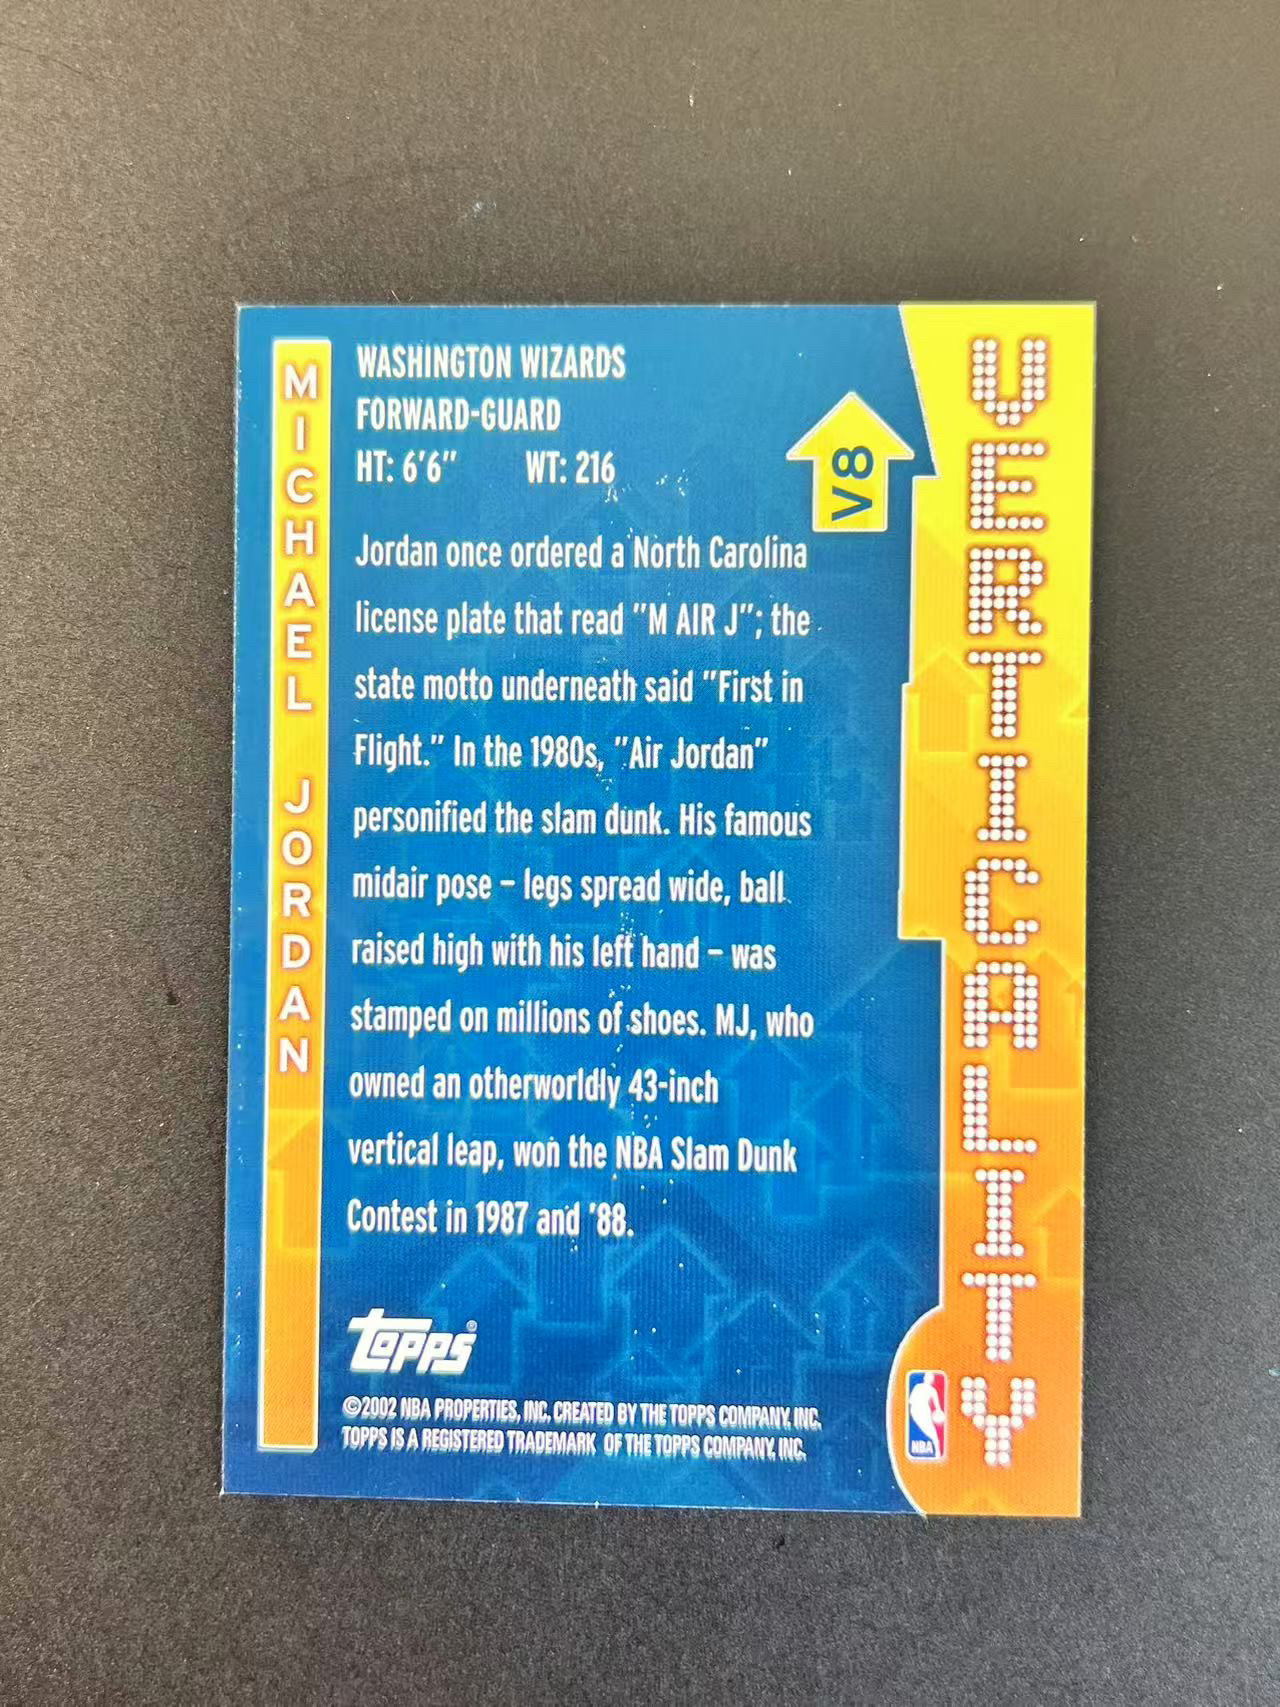 MICHAEL JORDAN
WASHINGTON WIZARDS
FORWARD-GUARD
HT: 6'6" WT: 216
V8
Jordan once ordered a North Carolina
license plate that read "M AIR J"; the
state motto underneath said "First in
Flight." In the 1980s, "Air Jordan"
personified the slam dunk. His famous
midair pose – legs spread wide, ball
raised high with his left hand – was
stamped on millions of shoes. MJ, who
owned an otherworldly 43-inch
vertical leap, won the NBA Slam Dunk
Contest in 1987 and '88.
VERTICALITY
Topps®
©2002 NBA PROPERTIES, INC. CREATED BY THE TOPPS COMPANY, INC.
TOPPS IS A REGISTERED TRADEMARK OF THE TOPPS COMPANY, INC.
NBA